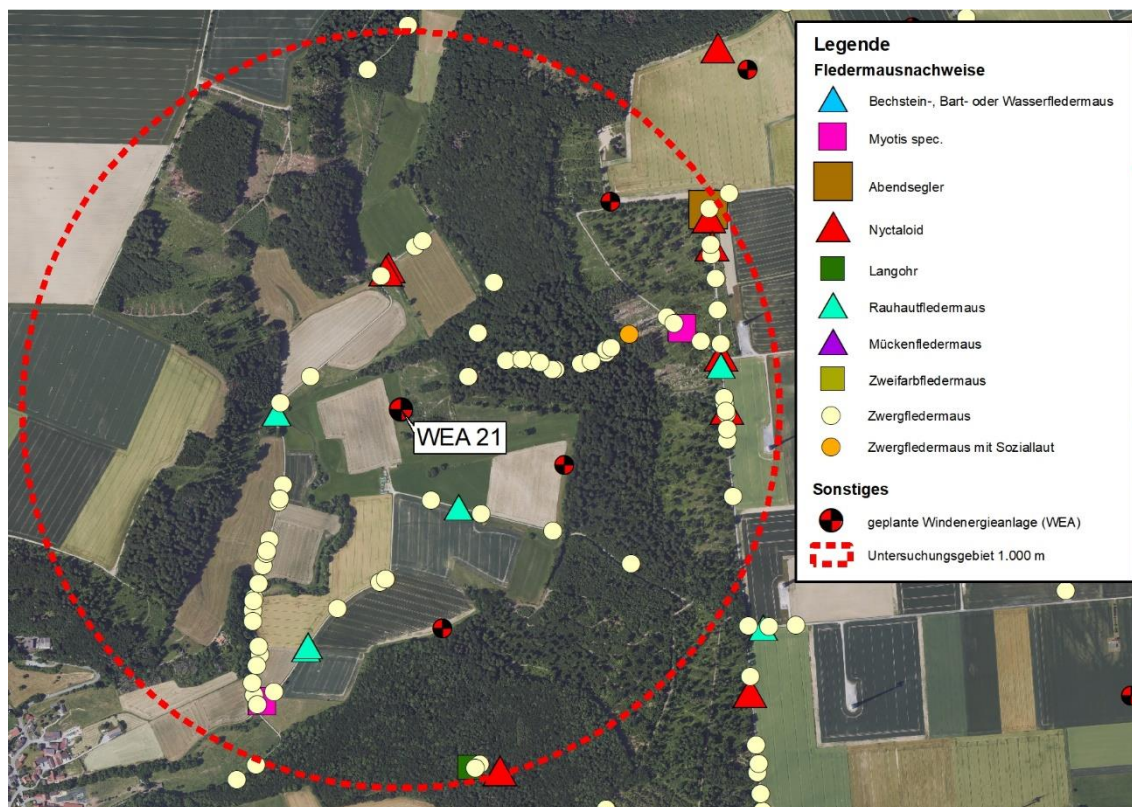 Legende
Fledermausnachweise
Bechstein-, Bart- oder Wasserfledermaus
Myotis spec.
Abendsegler
Nyctaloid
Langohr
Rauhautfledermaus
Mückenfledermaus
Zweifarbfledermaus
Zwergfledermaus
Zwergfledermaus mit Soziallaut
Sonstiges
geplante Windenergieanlage (WEA)
Untersuchungsgebiet 1.000 m
WEA 21